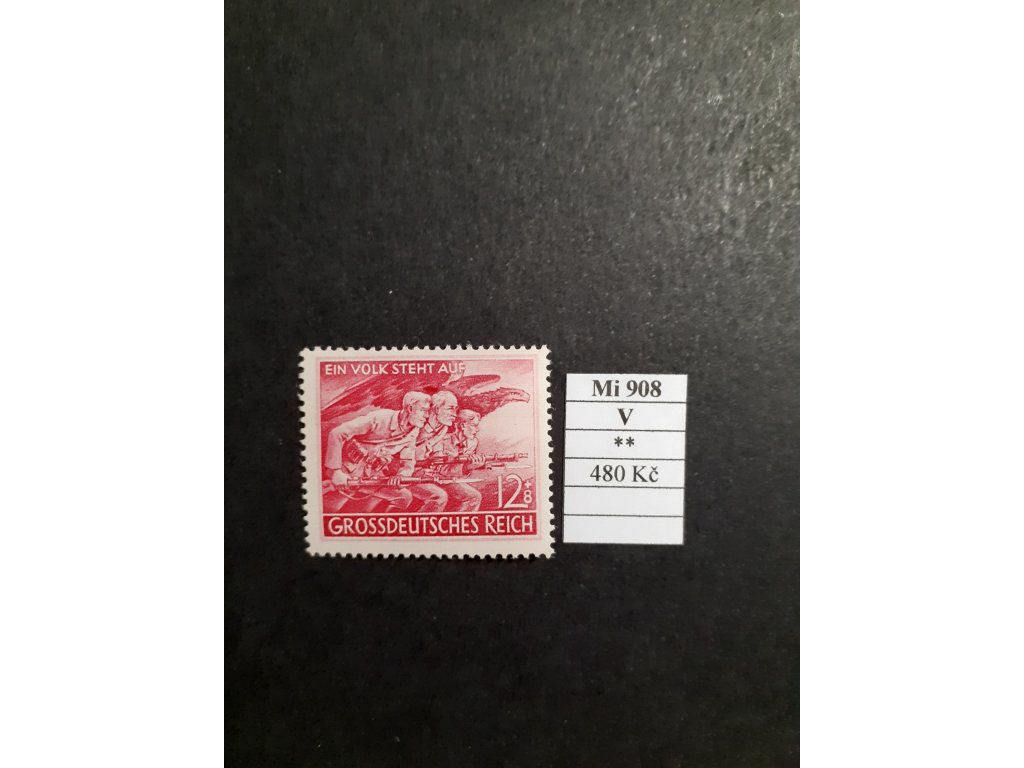 EIN VOLK STEHT AUF
12+8
GROSSDEUTSCHES REICH
Mi 908
V
**
480 Kč